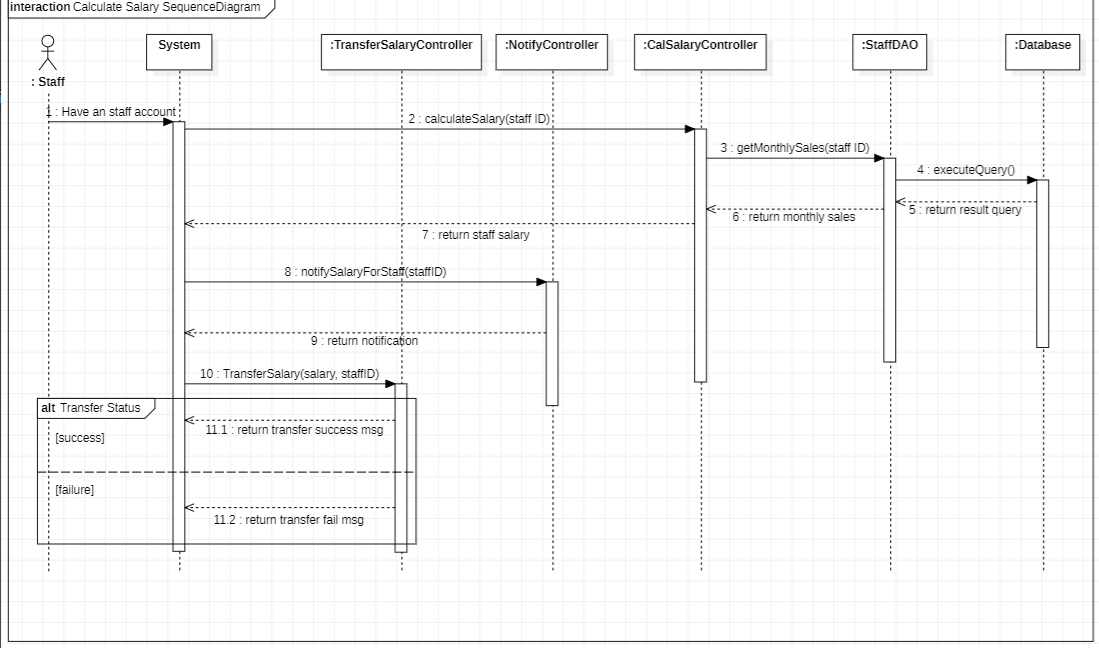 interaction Calculate Salary SequenceDiagram
: Staff
System
:TransferSalaryController
:NotifyController
:CalSalaryController
:StaffDAO
:Database
1 : Have an staff account
2 : calculateSalary(staff ID)
3 : getMonthlySales(staff ID)
4 : executeQuery()
5 : return result query
6 : return monthly sales
7 : return staff salary
8 : notifySalaryForStaff(staffID)
9 : return notification
10 : TransferSalary(salary, staffID)
alt Transfer Status
11.1 : return transfer success msg
[success]
[failure]
11.2 : return transfer fail msg